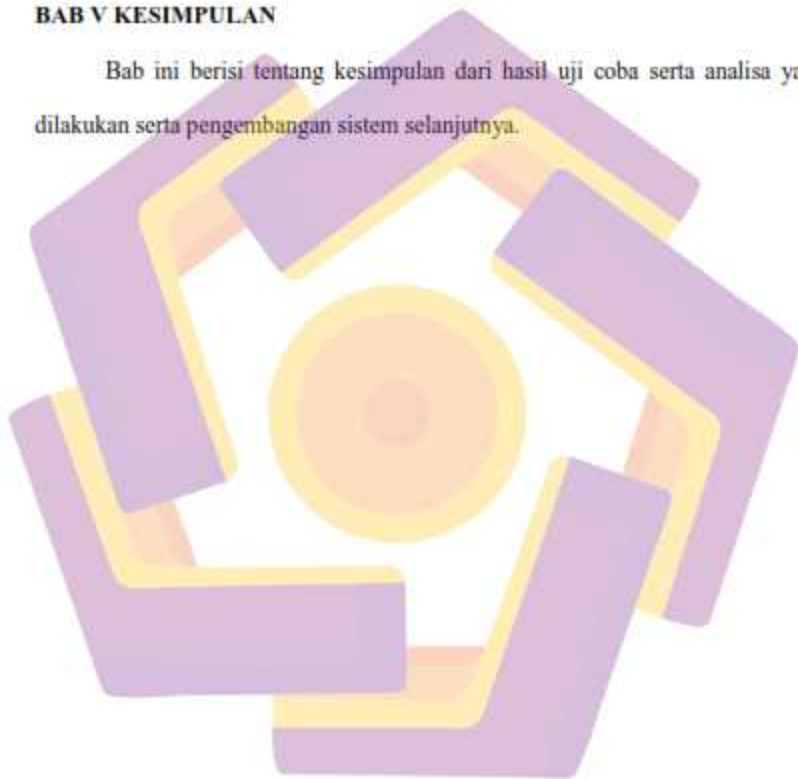 BAB V KESIMPULAN
Bab ini berisi tentang kesimpulan dari hasil uji coba serta analisa
dilakukan serta pengembangan sistem selanjutnya.